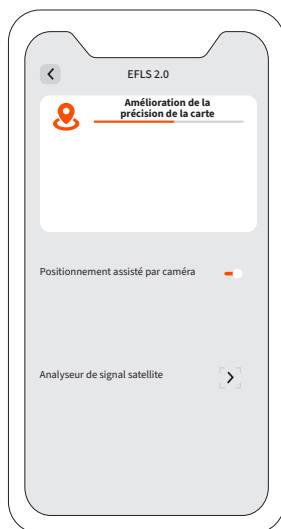 EFLS 2.0
Amélioration de la
précision de la carte
Positionnement assisté par caméra
Analyseur de signal satellite